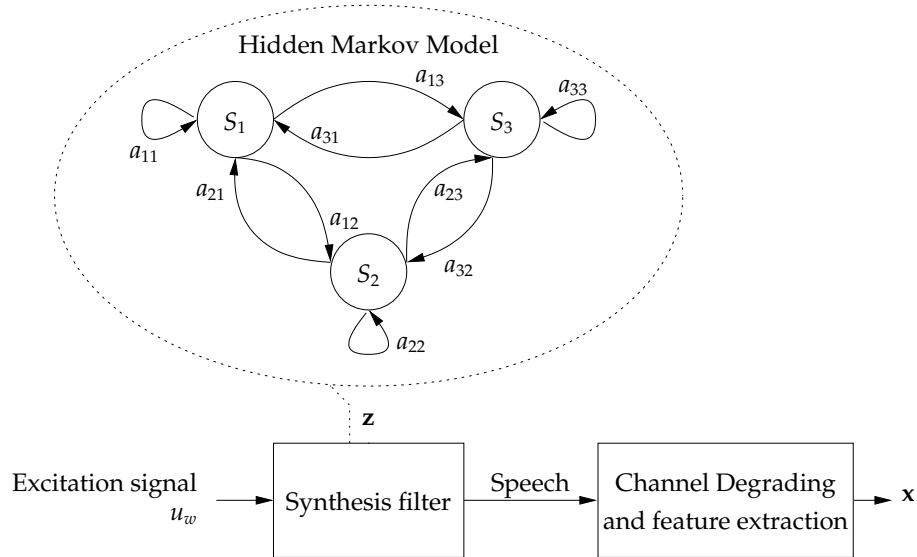 Hidden Markov Model
a₁₃
a₃₃
S₁
S₃
a₃₁
a₁₁
a₂₁
a₂₃
a₁₂
a₃₂
S₂
a₂₂
z
Excitation signal
u_w
Synthesis filter
Speech
Channel Degrading
and feature extraction
x